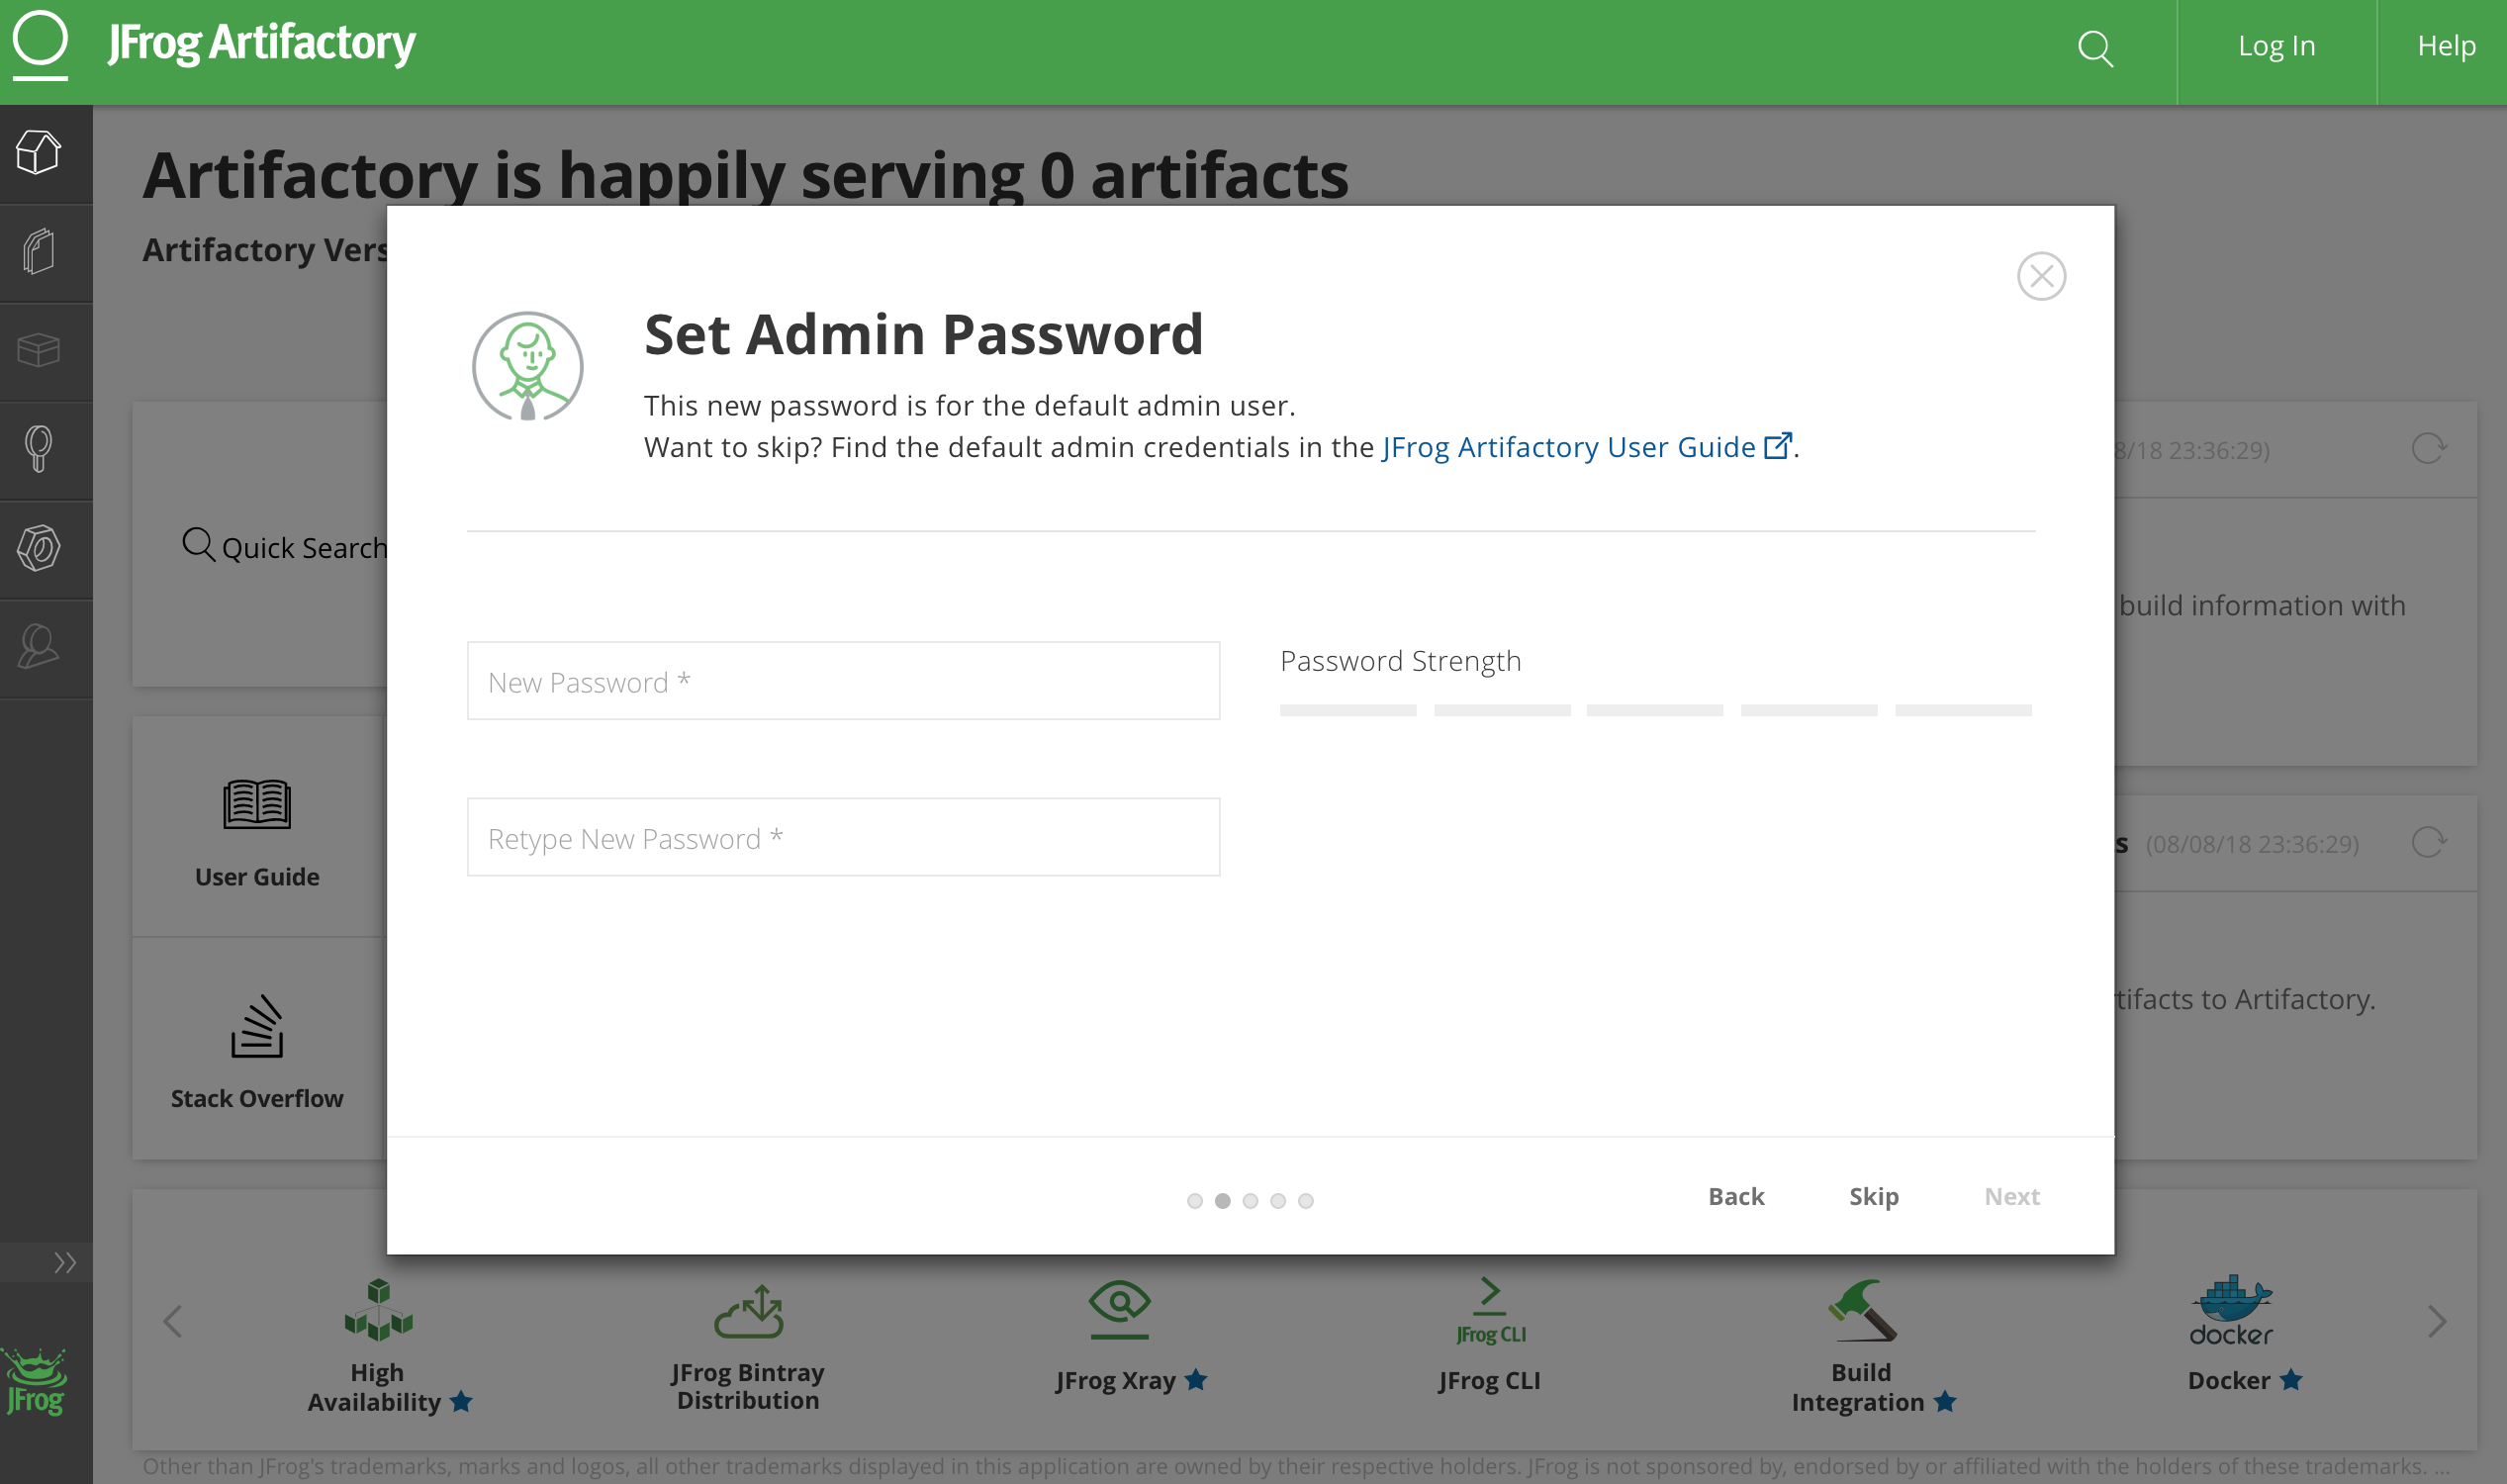 JFrog Artifactory
Log In
Help
Artifactory is happily serving 0 artifacts
Artifactory Vers
Set Admin Password
This new password is for the default admin user.
Want to skip? Find the default admin credentials in the JFrog Artifactory User Guide.
8/18 23:36:29)
Quick Search
build information with
New Password *
Password Strength
Retype New Password *
s (08/08/18 23:36:29)
User Guide
tifacts to Artifactory.
Stack Overflow
Back
Skip
Next
JFrog CLI
docker
High
Availability
JFrog Bintray
Distribution
JFrog Xray
JFrog CLI
Build
Integration
Docker
JFrog
Other than JFrog's trademarks, marks and logos, all other trademarks displayed in this application are owned by their respective holders. JFrog is not sponsored by, endorsed by or affiliated with the holders of these trademarks. ...